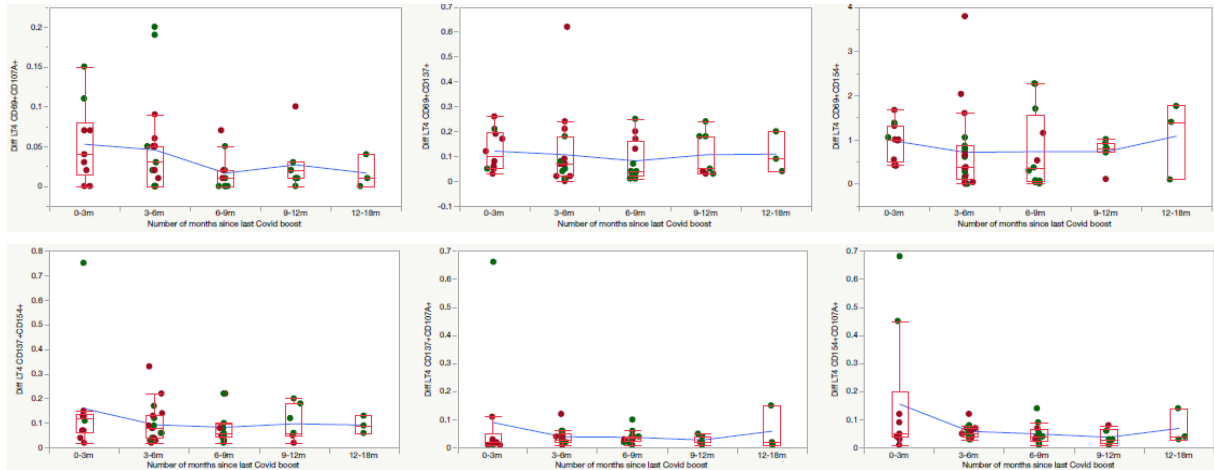 Diff LT4 CD69+CD107A+
0.25
0.2
0.15
0.1
0.05
0
0-3m 3-6m 6-9m 9-12m 12-18m
Number of months since last Covid boost
Diff LT4 CD69+CD137+
0.7
0.6
0.5
0.4
0.3
0.2
0.1
0
-0.1
0-3m 3-6m 6-9m 9-12m 12-18m
Number of months since last Covid boost
Diff LT4 CD69+CD154+
4
3
2
1
0
0-3m 3-6m 6-9m 9-12m 12-18m
Number of months since last Covid boost
Diff LT4 CD137+CD154+
0.8
0.7
0.6
0.5
0.4
0.3
0.2
0.1
0
0-3m 3-6m 6-9m 9-12m 12-18m
Number of months since last Covid boost
Diff LT4 CD137+CD107A+
0.7
0.6
0.5
0.4
0.3
0.2
0.1
0
0-3m 3-6m 6-9m 9-12m 12-18m
Number of months since last Covid boost
Diff LT4 CD154+CD107A+
0.7
0.6
0.5
0.4
0.3
0.2
0.1
0
0-3m 3-6m 6-9m 9-12m 12-18m
Number of months since last Covid boost